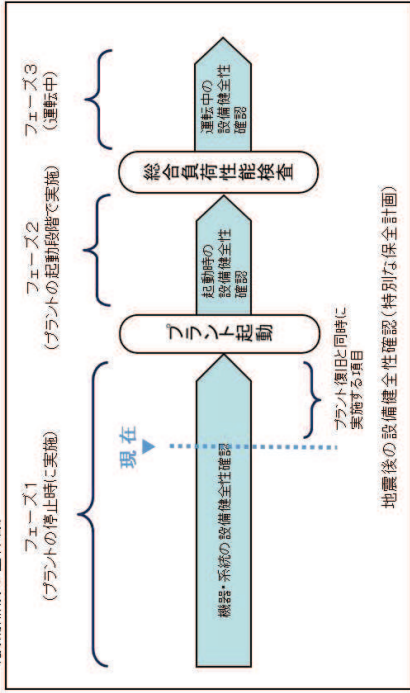 フェーズ1
(プラントの停止時に実施)
フェーズ2
(プラントの起動段階で実施)
フェーズ3
(運転中)
現 在
機器・系統の設備健全性確認
プラント起動
起動時の
設備健全性
確認
総合負荷性能検査
運転中の
設備健全性
確認
プラント復旧と同時に
実施する項目
地震後の設備健全性確認(特別な保全計画)